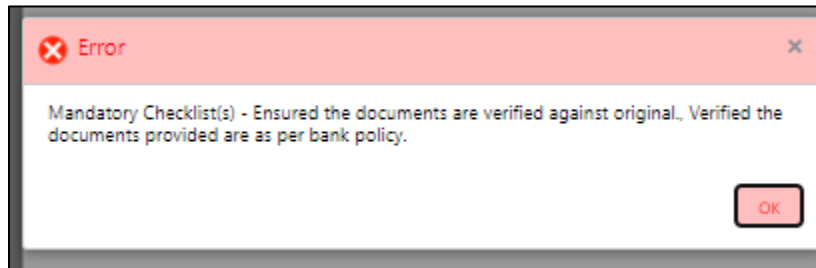 Error
Mandatory Checklist(s) - Ensured the documents are verified against original., Verified the
documents provided are as per bank policy.
OK